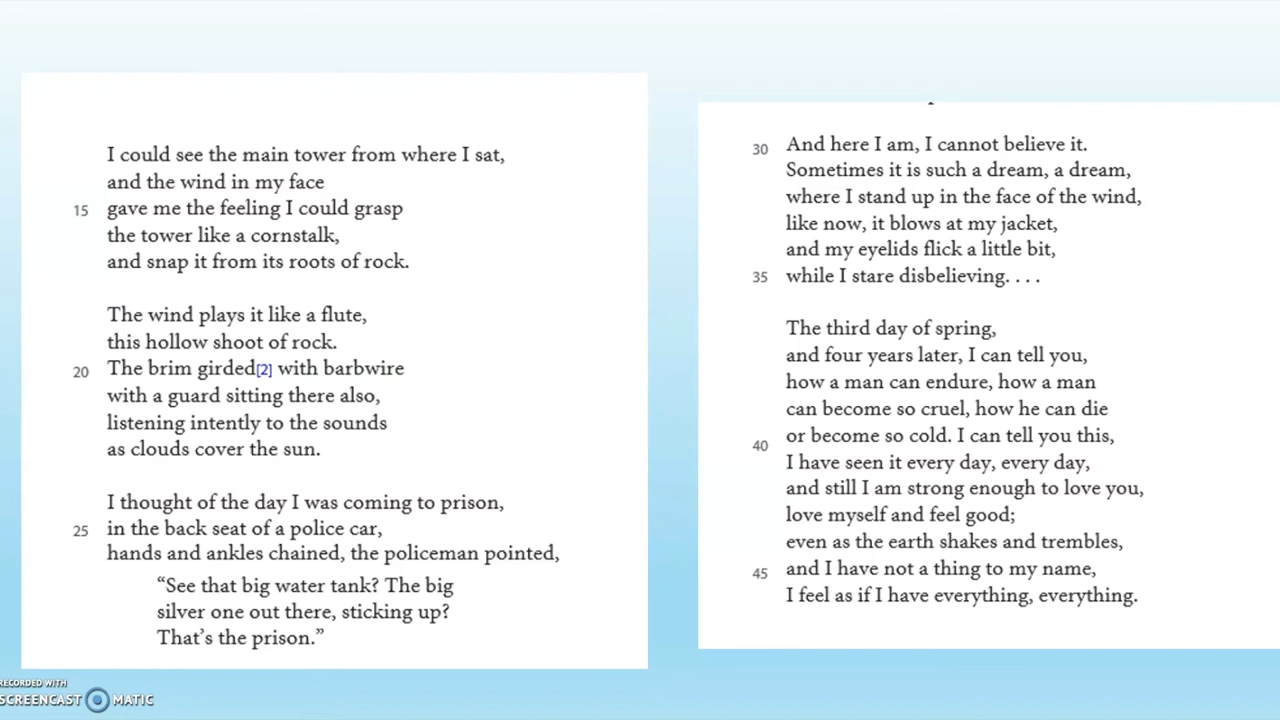 I could see the main tower from where I sat,
and the wind in my face
15 gave me the feeling I could grasp
the tower like a cornstalk,
and snap it from its roots of rock.
The wind plays it like a flute,
this hollow shoot of rock.
20 The brim girded[2] with barbwire
with a guard sitting there also,
listening intently to the sounds
as clouds cover the sun.
I thought of the day I was coming to prison,
25 in the back seat of a police car,
hands and ankles chained, the policeman pointed,
“See that big water tank? The big
silver one out there, sticking up?
That’s the prison.”
30 And here I am, I cannot believe it.
Sometimes it is such a dream, a dream,
where I stand up in the face of the wind,
like now, it blows at my jacket,
and my eyelids flick a little bit,
35 while I stare disbelieving. . . .
The third day of spring,
and four years later, I can tell you,
how a man can endure, how a man
can become so cruel, how he can die
40 or become so cold. I can tell you this,
I have seen it every day, every day,
and still I am strong enough to love you,
love myself and feel good;
even as the earth shakes and trembles,
45 and I have not a thing to my name,
I feel as if I have everything, everything.
RECORDED WITH
SCREENCAST MATIC